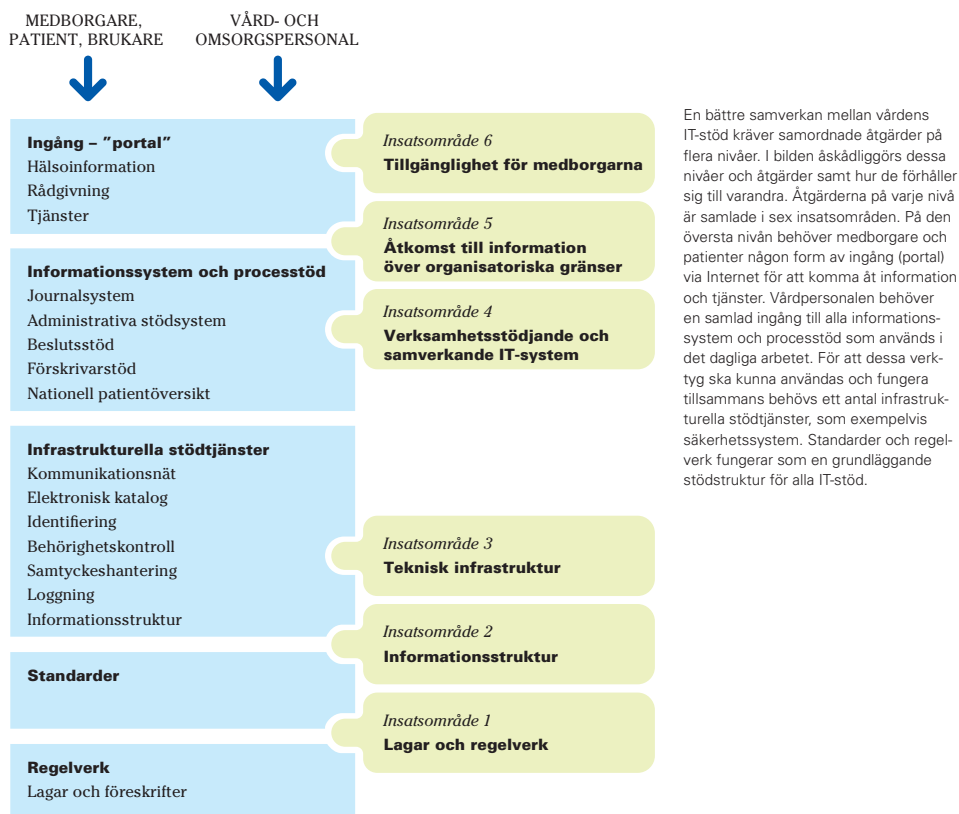 MEDBORGARE,
PATIENT, BRUKARE
VÅRD- OCH
OMSORGSPERSONAL
Ingång – ”portal”
Hälsoinformation
Rådgivning
Tjänster
Informationssystem och processtöd
Journalsystem
Administrativa stödsystem
Beslutsstöd
Förskrivarstöd
Nationell patientöversikt
Infrastrukturella stödtjänster
Kommunikationsnät
Elektronisk katalog
Identifiering
Behörighetskontroll
Samtyckeshantering
Loggning
Informationsstruktur
Standarder
Regelverk
Lagar och föreskrifter
Insatsområde 6
Tillgänglighet för medborgarna
Insatsområde 5
Åtkomst till information
över organisatoriska gränser
Insatsområde 4
Verksamhetsstödjande och
samverkande IT-system
Insatsområde 3
Teknisk infrastruktur
Insatsområde 2
Informationsstruktur
Insatsområde 1
Lagar och regelverk
En bättre samverkan mellan vårdens
IT-stöd kräver samordnade åtgärder på
flera nivåer. I bilden åskådliggörs dessa
nivåer och åtgärder samt hur de förhåller
sig till varandra. Åtgärderna på varje nivå
är samlade i sex insatsområden. På den
översta nivån behöver medborgare och
patienter någon form av ingång (portal)
via Internet för att komma åt information
och tjänster. Vårdpersonalen behöver
en samlad ingång till alla informations-
system och processtöd som används i
det dagliga arbetet. För att dessa verk-
tyg ska kunna användas och fungera
tillsammans behövs ett antal infrastruk-
turella stödtjänster, som exempelvis
säkerhetssystem. Standarder och regel-
verk fungerar som en grundläggande
stödstruktur för alla IT-stöd.